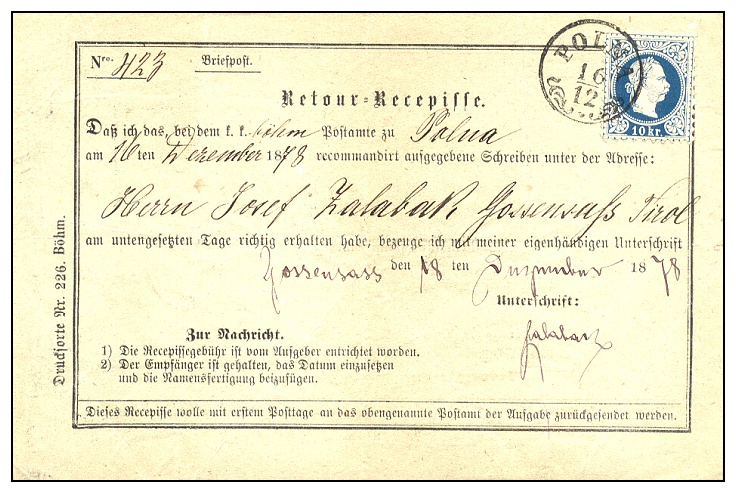 Nro. 423 Briefpost.
POLNA
16
12
10 kr.
Retour-Recepisse.
Daß ich das, bei dem k. k. böhm Postamte zu Polna
am 16ten Dezember 1878 recommandirt aufgegebene Schreiben unter der Adresse:
Herrn Josef Zalabak Gossensass Tirol
am untengesetzten Tage richtig erhalten habe, bezeuge ich mit meiner eigenhändigen Unterschrift
Gossensass den 18 ten Dezember 1878
Unterschrift:
Zalabak
Zur Nachricht.
1) Die Recepissegebühr ist vom Aufgeber entrichtet worden.
2) Der Empfänger ist gehalten, das Datum einzusetzen
und die Namensfertigung beizufügen.
Dieses Recepisse wolle mit erstem Posttage an das obengenannte Postamt der Aufgabe zurückgesendet werden.
Drucksorte Nr. 226. Böhm.